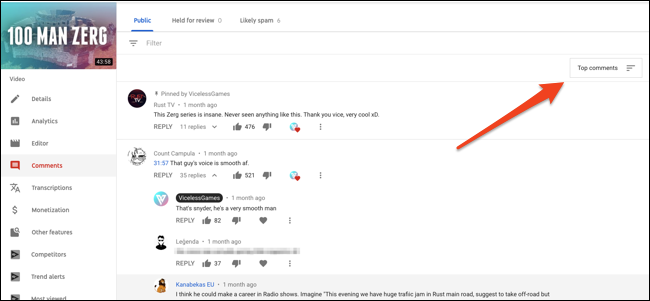 100 MAN ZERG
43:58
Video
Details
Analytics
Editor
Comments
Transcriptions
Monetization
Other features
Competitors
Trend alerts
Most viewed
Public Held for review 0 Likely spam 6
Filter
Top comments
Pinned by VicelessGames
Rust TV • 1 month ago
This Zerg series is insane. Never seen anything like this. Thank you vice, very cool xD.
REPLY 11 replies 476
Count Campula • 1 month ago
31:57 That guy's voice is smooth af.
REPLY 35 replies 521
VicelessGames • 1 month ago
That's snyder, he's a very smooth man
REPLY 82
Legenda • 1 month ago
REPLY 37
Kanabekas EU • 1 month ago
I think he could make a career in Radio shows. Imagine "This evening we have huge trafiic jam in Rust main road, suggest to take off-road but